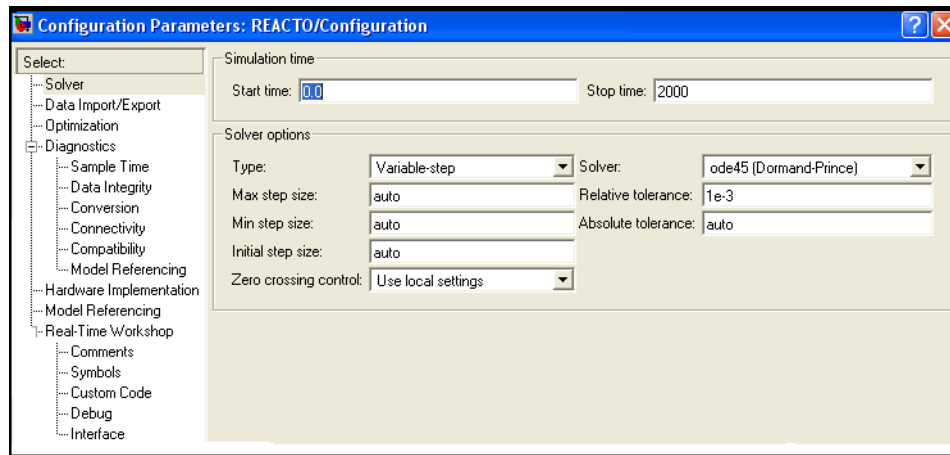 Configuration Parameters: REACTO/Configuration
Select:
Solver
Data Import/Export
Optimization
Diagnostics
Sample Time
Data Integrity
Conversion
Connectivity
Compatibility
Model Referencing
Hardware Implementation
Model Referencing
Real-Time Workshop
Comments
Symbols
Custom Code
Debug
Interface
Simulation time
Start time: 0.0 Stop time: 2000
Solver options
Type: Variable-step Solver: ode45 (Dormand-Prince)
Max step size: auto Relative tolerance: 1e-3
Min step size: auto Absolute tolerance: auto
Initial step size: auto
Zero crossing control: Use local settings